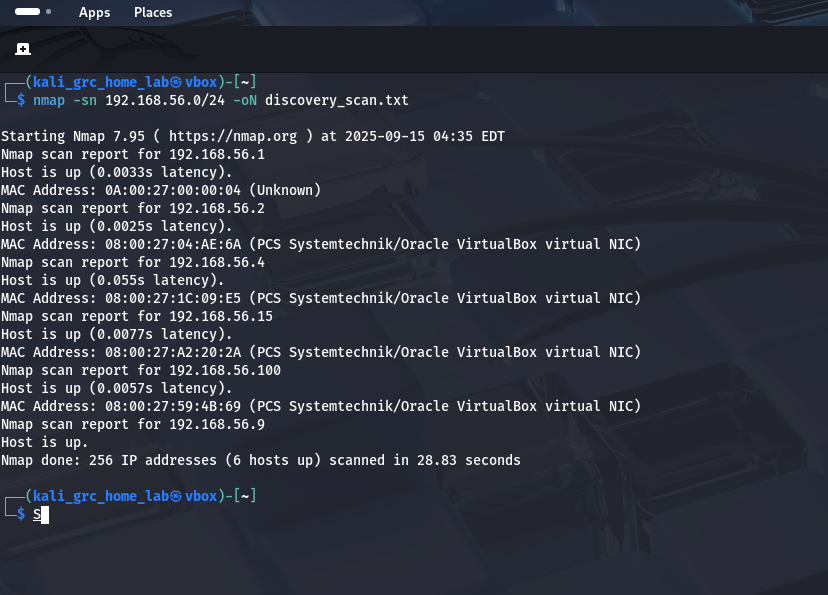 Apps Places
┌──(kali_grc_home_lab㉿vbox)-[~]
└─$ nmap -sn 192.168.56.0/24 -oN discovery_scan.txt
Starting Nmap 7.95 ( https://nmap.org ) at 2025-09-15 04:35 EDT
Nmap scan report for 192.168.56.1
Host is up (0.0033s latency).
MAC Address: 0A:00:27:00:00:04 (Unknown)
Nmap scan report for 192.168.56.2
Host is up (0.0025s latency).
MAC Address: 08:00:27:04:AE:6A (PCS Systemtechnik/Oracle VirtualBox virtual NIC)
Nmap scan report for 192.168.56.4
Host is up (0.055s latency).
MAC Address: 08:00:27:1C:09:E5 (PCS Systemtechnik/Oracle VirtualBox virtual NIC)
Nmap scan report for 192.168.56.15
Host is up (0.0077s latency).
MAC Address: 08:00:27:A2:20:2A (PCS Systemtechnik/Oracle VirtualBox virtual NIC)
Nmap scan report for 192.168.56.100
Host is up (0.0057s latency).
MAC Address: 08:00:27:59:4B:69 (PCS Systemtechnik/Oracle VirtualBox virtual NIC)
Nmap scan report for 192.168.56.9
Host is up.
Nmap done: 256 IP addresses (6 hosts up) scanned in 28.83 seconds
┌──(kali_grc_home_lab㉿vbox)-[~]
└─$ S